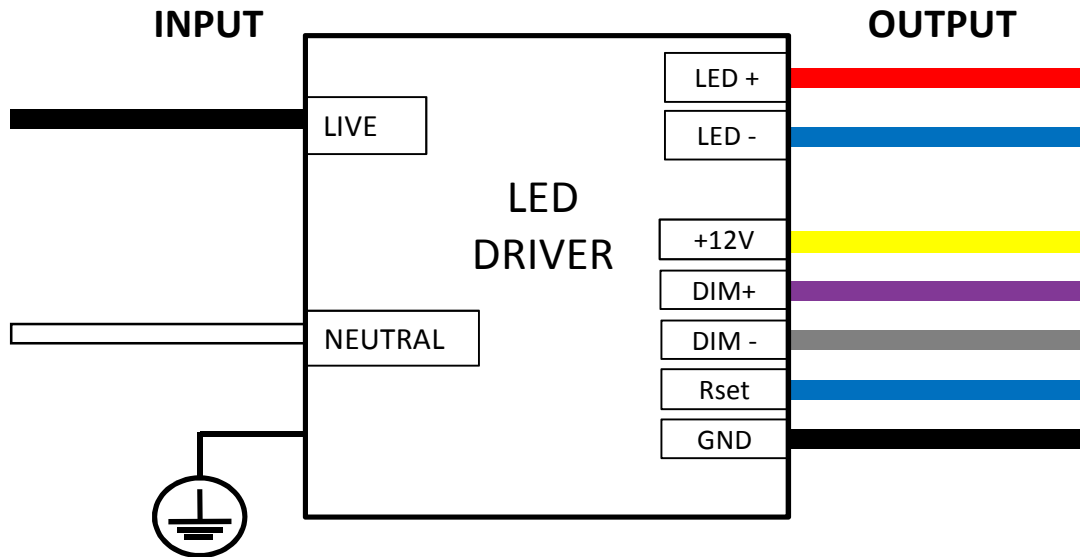 INPUT
OUTPUT
LED +
LIVE
LED -
LED
DRIVER
+12V
DIM+
NEUTRAL
DIM -
Rset
GND